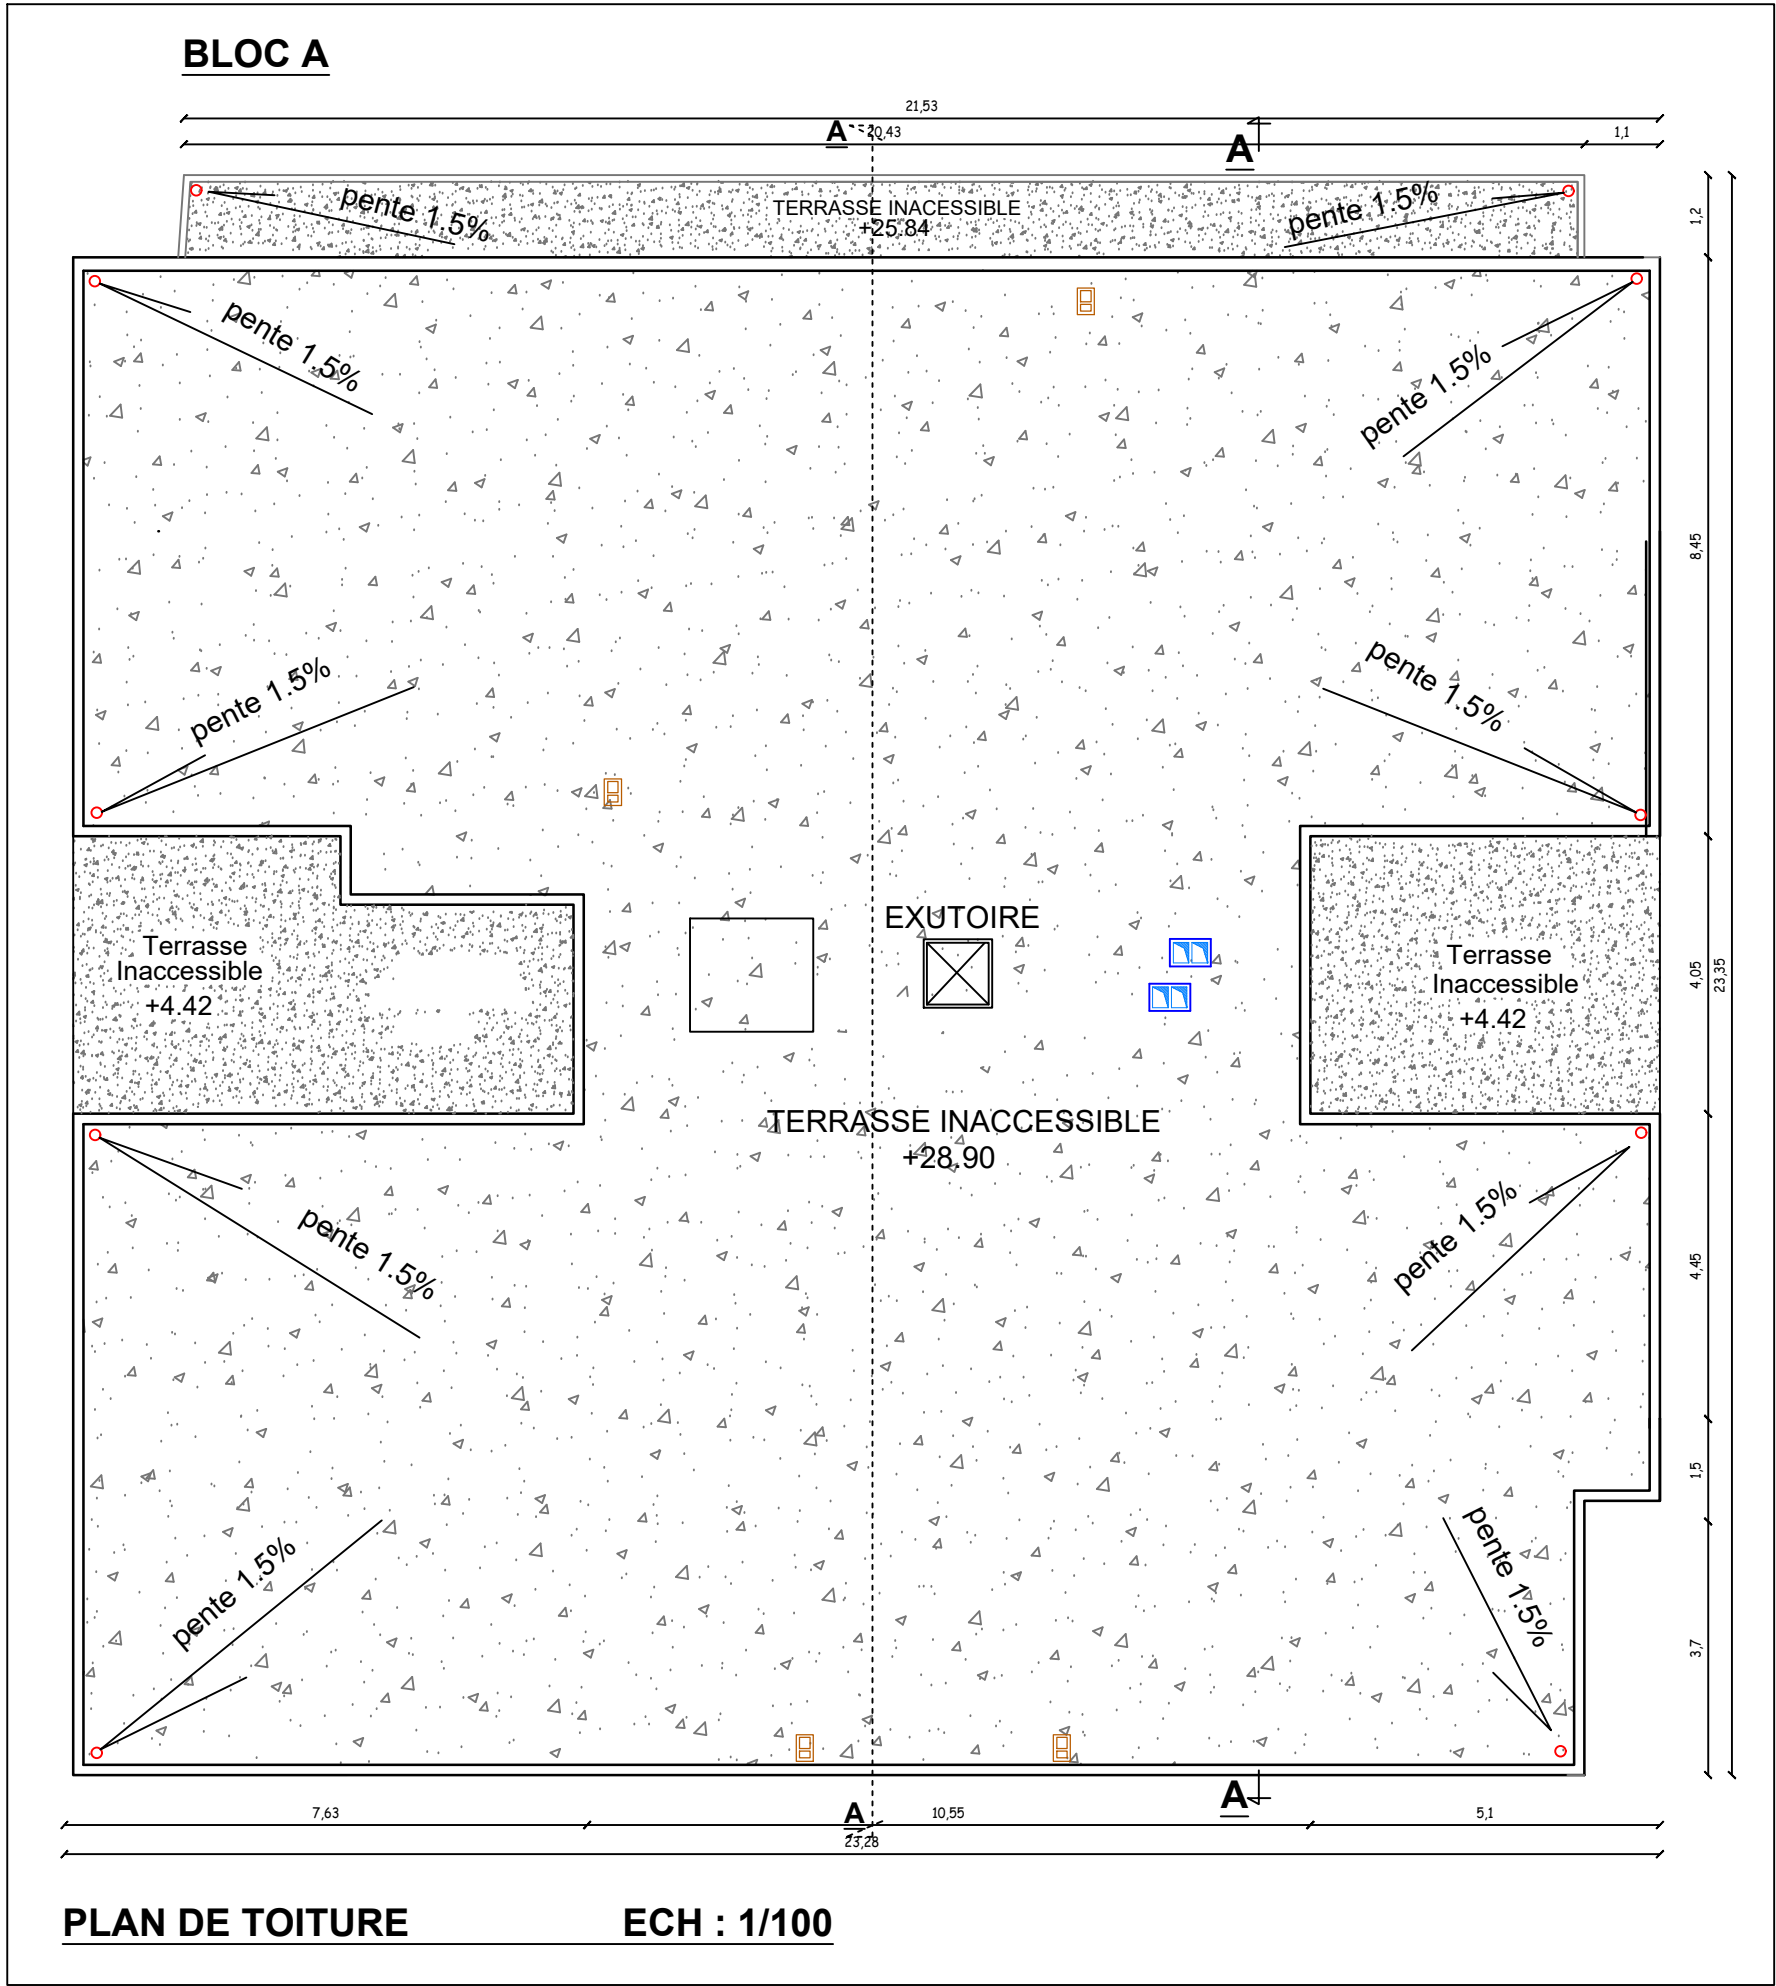 BLOC A
21,53
A
20,43
A
1,1
pente 1.5%
TERRASSE INACESSIBLE
+25.84
pente 1.5%
1,2
pente 1.5%
pente 1.5%
8,45
pente 1.5%
pente 1.5%
EXUTOIRE
Terrasse
Inaccessible
+4.42
Terrasse
Inaccessible
+4.42
4,05
23,35
TERRASSE INACCESSIBLE
+28.90
pente 1.5%
pente 1.5%
4,45
1,5
pente 1.5%
pente 1.5%
3,7
A
7,63
A
10,55
5,1
23,28
PLAN DE TOITURE
ECH : 1/100